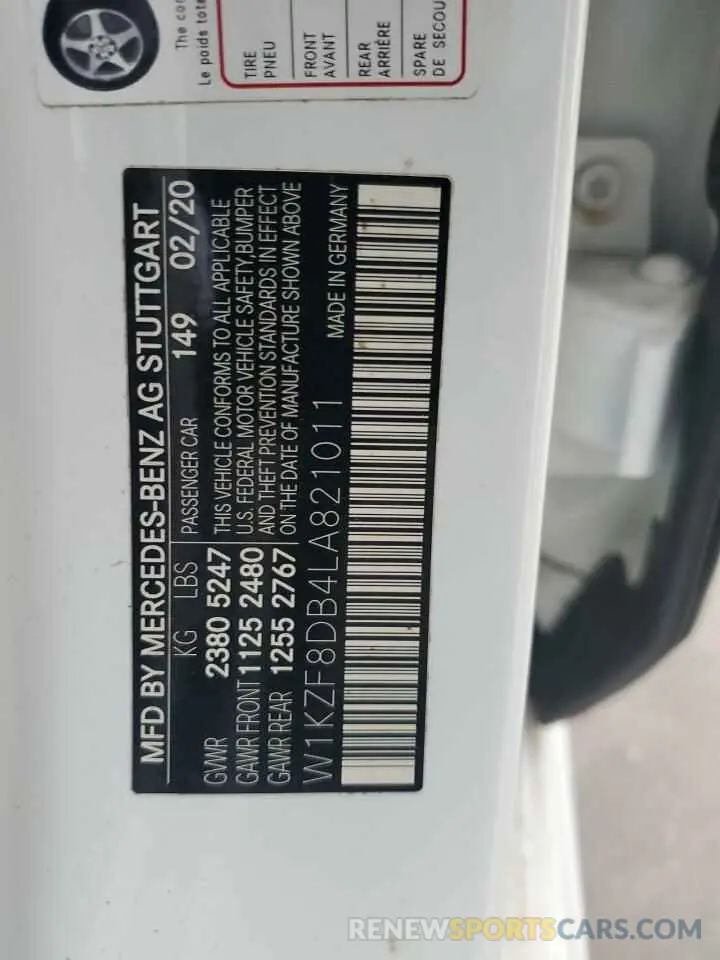 The
Le poids tot
TIRE
PNEU
FRONT
AVANT
REAR
ARRIÈRE
SPARE
DE SECOU
MFD BY MERCEDES-BENZ AG STUTTGART
KG LBS PASSENGER CAR 149 02/20
GVWR 2380 5247 THIS VEHICLE CONFORMS TO ALL APPLICABLE
GAWR FRONT 1125 2480 U.S. FEDERAL MOTOR VEHICLE SAFETY,BUMPER
GAWR REAR 1255 2767 AND THEFT PREVENTION STANDARDS IN EFFECT
ON THE DATE OF MANUFACTURE SHOWN ABOVE
W1KZF8DB4LA821011 MADE IN GERMANY
RENEWSPORTSCARS.COM